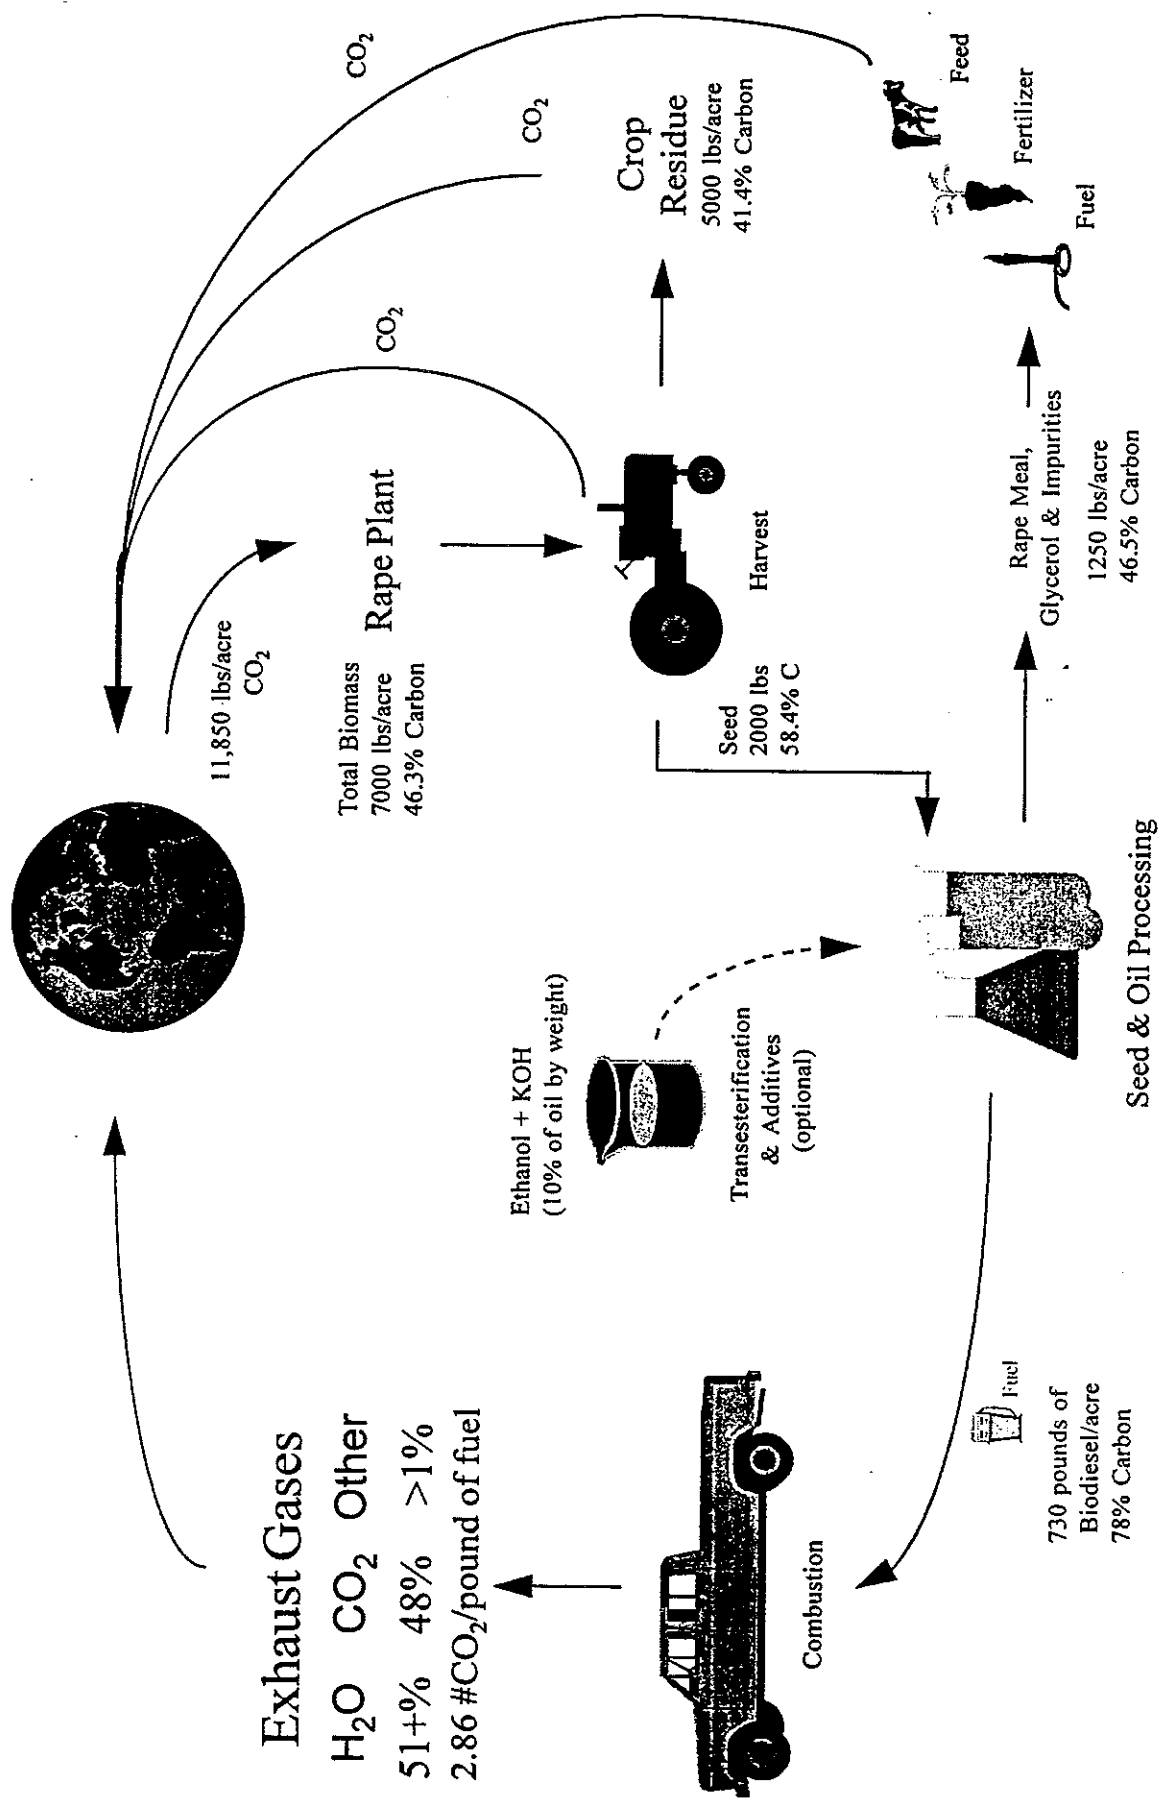 Exhaust Gases
H₂O CO₂ Other
51+% 48% >1%
2.86 #CO₂/pound of fuel
11,850 lbs/acre
CO₂
Total Biomass
7000 lbs/acre
46.3% Carbon
Rape Plant
CO₂
CO₂
CO₂
Ethanol + KOH
(10% of oil by weight)
Transesterification
& Additives
(optional)
Seed
2000 lbs
58.4% C
Harvest
Crop
Residue
5000 lbs/acre
41.4% Carbon
Combustion
Fuel
730 pounds of
Biodiesel/acre
78% Carbon
Seed & Oil Processing
Rape Meal,
Glycerol & Impurities
1250 lbs/acre
46.5% Carbon
Fuel
Fertilizer
Feed